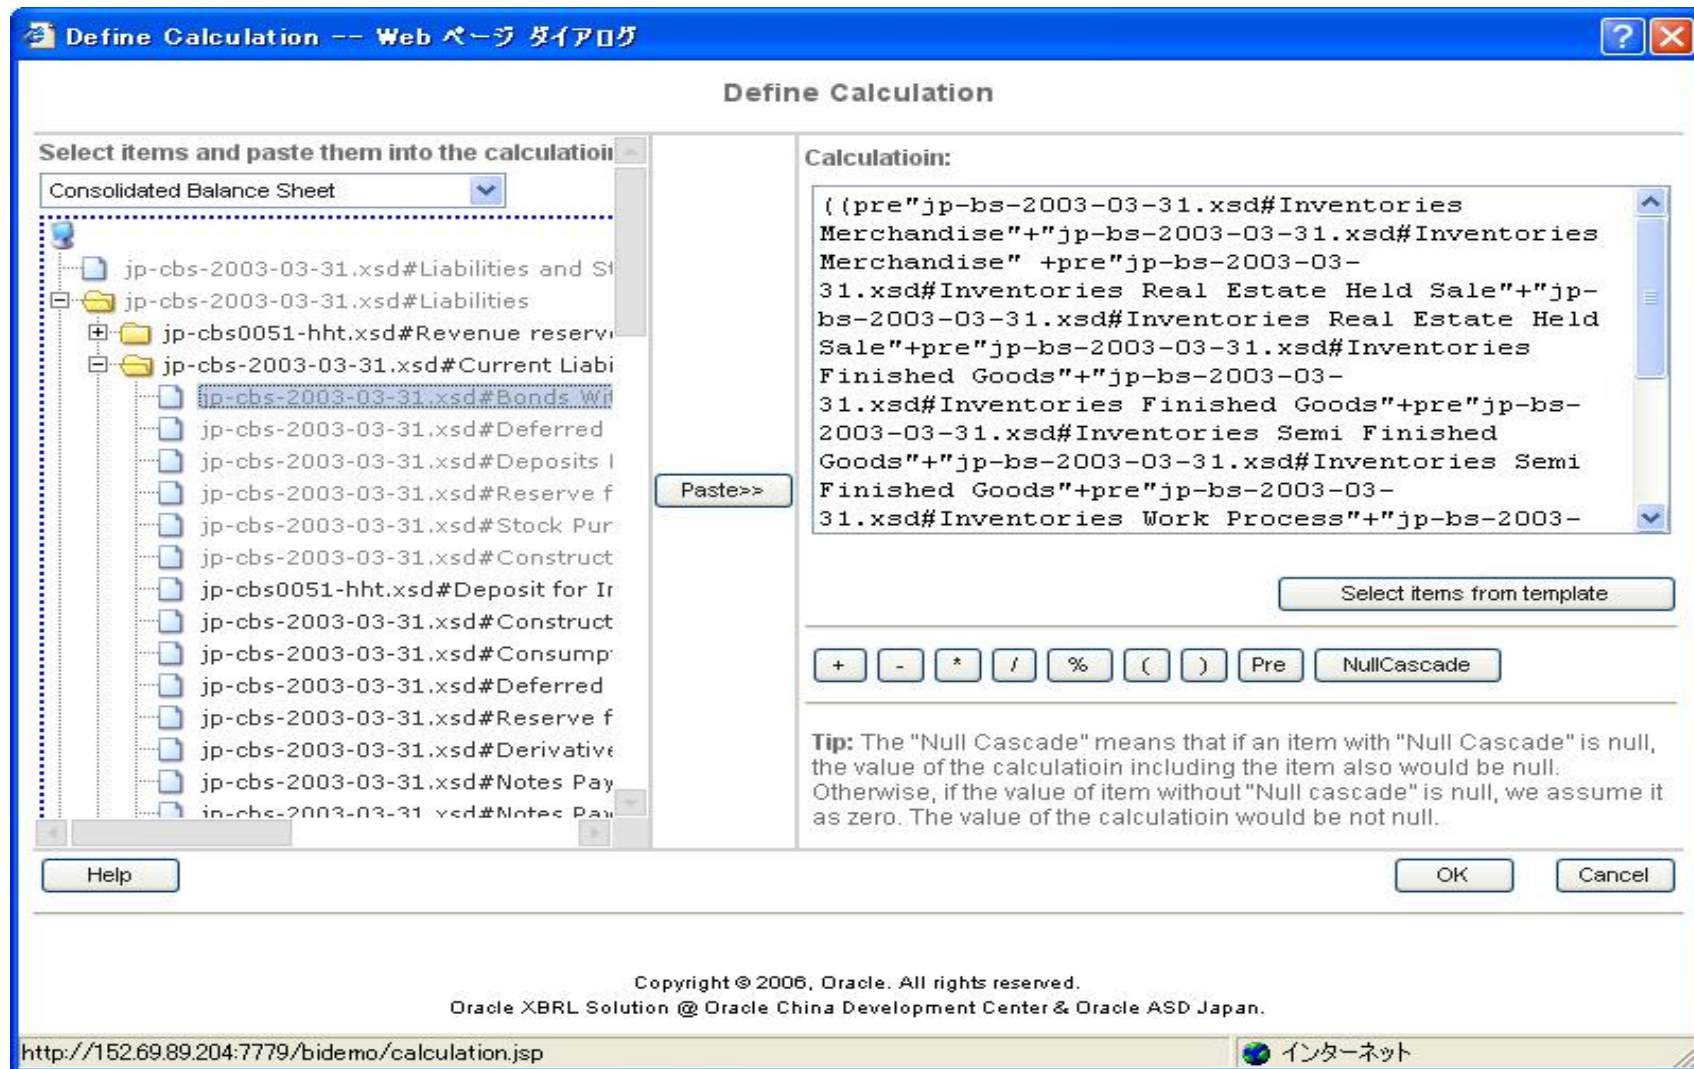 Define Calculation -- Web ページ ダイアログ
Define Calculation
Select items and paste them into the calculatioin
Consolidated Balance Sheet
jp-cbs-2003-03-31.xsd#Liabilities and St
jp-cbs-2003-03-31.xsd#Liabilities
jp-cbs0051-hht.xsd#Revenue reserv
jp-cbs-2003-03-31.xsd#Current Liabi
jp-cbs-2003-03-31.xsd#Bonds Wit
jp-cbs-2003-03-31.xsd#Deferred
jp-cbs-2003-03-31.xsd#Deposits
jp-cbs-2003-03-31.xsd#Reserve f
jp-cbs-2003-03-31.xsd#Stock Pur
jp-cbs-2003-03-31.xsd#Construct
jp-cbs0051-hht.xsd#Deposit for Ir
jp-cbs-2003-03-31.xsd#Construct
jp-cbs-2003-03-31.xsd#Consump
jp-cbs-2003-03-31.xsd#Deferred
jp-cbs-2003-03-31.xsd#Reserve f
jp-cbs-2003-03-31.xsd#Derivative
jp-cbs-2003-03-31.xsd#Notes Pay
jp-cbs-2003-03-31.xsd#Notes Pay
Paste>>
Calculatioin:
((pre"jp-bs-2003-03-31.xsd#Inventories
Merchandise"+"jp-bs-2003-03-31.xsd#Inventories
Merchandise" +pre"jp-bs-2003-03-
31.xsd#Inventories Real Estate Held Sale"+"jp-
bs-2003-03-31.xsd#Inventories Real Estate Held
Sale"+pre"jp-bs-2003-03-31.xsd#Inventories
Finished Goods"+"jp-bs-2003-03-
31.xsd#Inventories Finished Goods"+pre"jp-bs-
2003-03-31.xsd#Inventories Semi Finished
Goods"+"jp-bs-2003-03-31.xsd#Inventories Semi
Finished Goods"+pre"jp-bs-2003-03-
31.xsd#Inventories Work Process"+"jp-bs-2003-
Select items from template
+ - * / % ( ) Pre NullCascade
Tip: The "Null Cascade" means that if an item with "Null Cascade" is null,
the value of the calculatioin including the item also would be null.
Otherwise, if the value of item without "Null cascade" is null, we assume it
as zero. The value of the calculatioin would be not null.
Help
OK
Cancel
Copyright © 2006, Oracle. All rights reserved.
Oracle XBRL Solution @ Oracle China Development Center & Oracle ASD Japan.
http://152.69.89.204:7779/bidemo/calculation.jsp
インターネット